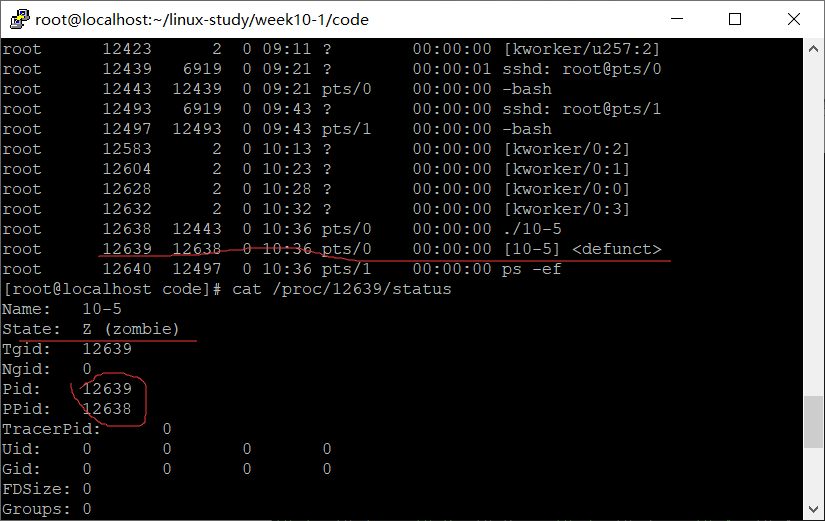 root@localhost:~/linux-study/week10-1/code
root 12423 2 0 09:11 ? 00:00:00 [kworker/u257:2]
root 12439 6919 0 09:21 ? 00:00:01 sshd: root@pts/0
root 12443 12439 0 09:21 pts/0 00:00:00 -bash
root 12493 6919 0 09:43 ? 00:00:00 sshd: root@pts/1
root 12497 12493 0 09:43 pts/1 00:00:00 -bash
root 12583 2 0 10:13 ? 00:00:00 [kworker/0:2]
root 12604 2 0 10:23 ? 00:00:00 [kworker/0:1]
root 12628 2 0 10:28 ? 00:00:00 [kworker/0:0]
root 12632 2 0 10:32 ? 00:00:00 [kworker/0:3]
root 12638 12443 0 10:36 pts/0 00:00:00 ./10-5
root 12639 12638 0 10:36 pts/0 00:00:00 [10-5] <defunct>
root 12640 12497 0 10:36 pts/1 00:00:00 ps -ef
[root@localhost code]# cat /proc/12639/status
Name: 10-5
State: Z (zombie)
Tgid: 12639
Ngid: 0
Pid: 12639
PPid: 12638
TracerPid: 0
Uid: 0 0 0 0
Gid: 0 0 0 0
FDSize: 0
Groups: 0